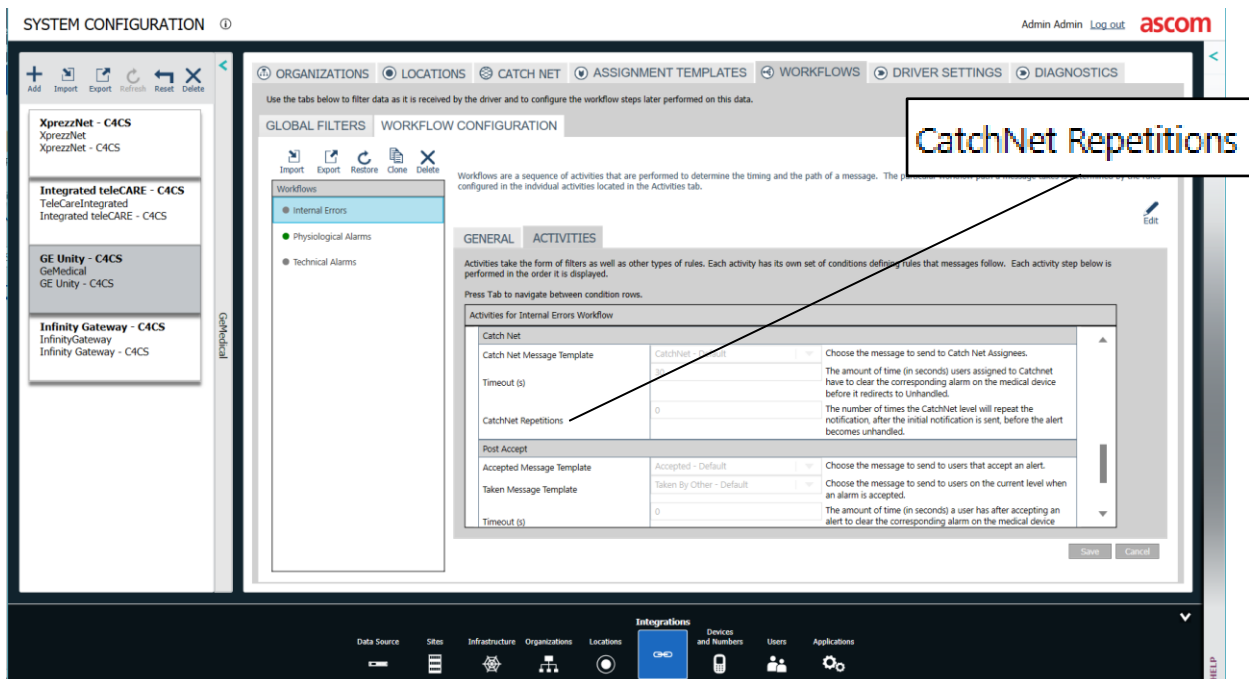 SYSTEM CONFIGURATION
Admin Admin Log out
ascom
Add Import Export Refresh Reset Delete
XprezzNet - C4CS
XprezzNet
XprezzNet - C4CS
Integrated teleCARE - C4CS
TeleCareIntegrated
Integrated teleCARE - C4CS
GE Unity - C4CS
GeMedical
GE Unity - C4CS
Infinity Gateway - C4CS
InfinityGateway
Infinity Gateway - C4CS
GeMedical
ORGANIZATIONS LOCATIONS CATCH NET ASSIGNMENT TEMPLATES WORKFLOWS DRIVER SETTINGS DIAGNOSTICS
Use the tabs below to filter data as it is received by the driver and to configure the workflow steps later performed on this data.
GLOBAL FILTERS WORKFLOW CONFIGURATION
CatchNet Repetitions
Import Export Restore Clone Delete
Workflows are a sequence of activities that are performed to determine the timing and the path of a message. The
configured in the individual activities located in the Activities tab.
Workflows
Internal Errors
Physiological Alarms
Technical Alarms
Edit
GENERAL ACTIVITIES
Activities take the form of filters as well as other types of rules. Each activity has its own set of conditions defining rules that messages follow. Each activity step below is
performed in the order it is displayed.
Press Tab to navigate between condition rows.
Activities for Internal Errors Workflow
Catch Net
Catch Net Message Template CatchNet - Default Choose the message to send to Catch Net Assignees.
Timeout (s) 30 The amount of time (in seconds) users assigned to Catchnet
have to clear the corresponding alarm on the medical device
before it redirects to Unhandled.
CatchNet Repetitions 0 The number of times the CatchNet level will repeat the
notification, after the initial notification is sent, before the alert
becomes unhandled.
Post Accept
Accepted Message Template Accepted - Default Choose the message to send to users that accept an alert.
Taken Message Template Taken By Other - Default Choose the message to send to users on the current level when
an alarm is accepted.
Timeout (s) 0 The amount of time (in seconds) a user has after accepting an
alert to clear the corresponding alarm on the medical device
Save Cancel
Integrations
Data Source Sites Infrastructure Organizations Locations Devices and Numbers Users Applications
HELP